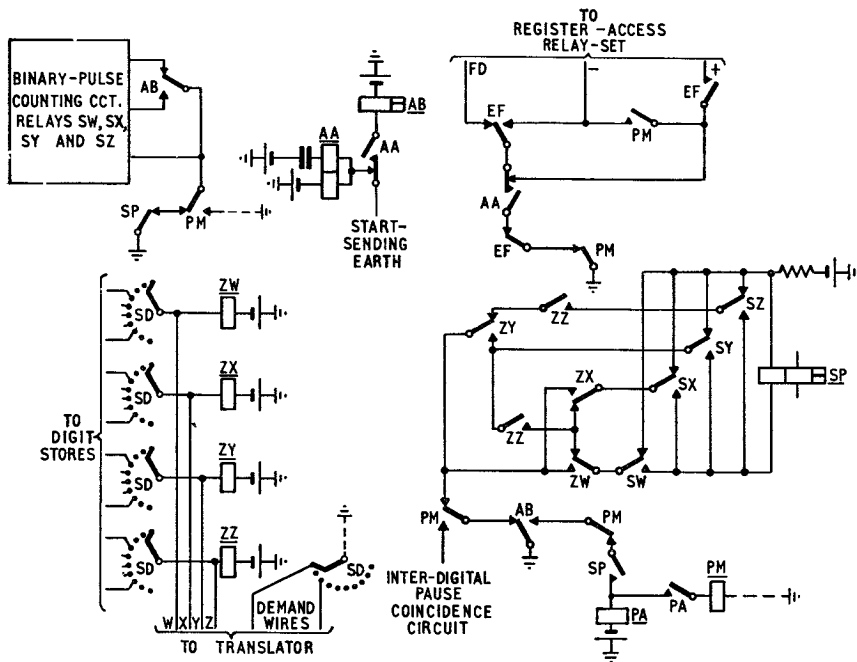 TO
REGISTER-ACCESS
RELAY-SET
FD
−
+
EF
EF
PM
AA
EF
PM
BINARY-PULSE
COUNTING CCT.
RELAYS SW, SX,
SY AND SZ
AB
SP
PM
AB
AA
AA
START-
SENDING
EARTH
ZW
SD
ZX
SD
ZY
SD
ZZ
SD
TO
DIGIT
STORES
W X Y Z
DEMAND
WIRES
SD
TO TRANSLATOR
ZY
ZZ
SZ
SY
ZX
SX
ZZ
ZW
SW
SP
PM
AB
PM
INTER-DIGITAL
PAUSE
COINCIDENCE
CIRCUIT
SP
PA
PA
PM